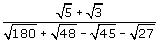 √5 + √3
√180 + √48 − √45 − √27